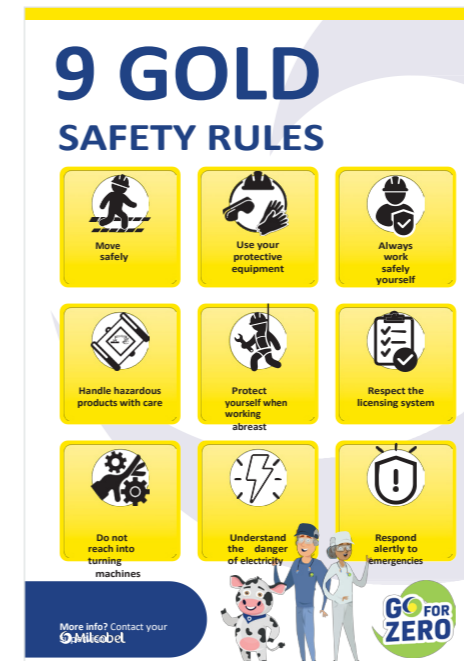 9 GOLD
SAFETY RULES
Move
safely
Use your
protective
equipment
Always
work
safely
yourself
Handle hazardous
products with care
Protect
yourself when
working
abreast
Respect the
licensing system
Do not
reach into
turning
machines
Understand
the danger
of electricity
Respond
alertly to
emergencies
More info? Contact your
Milcobel
GO FOR
ZERO